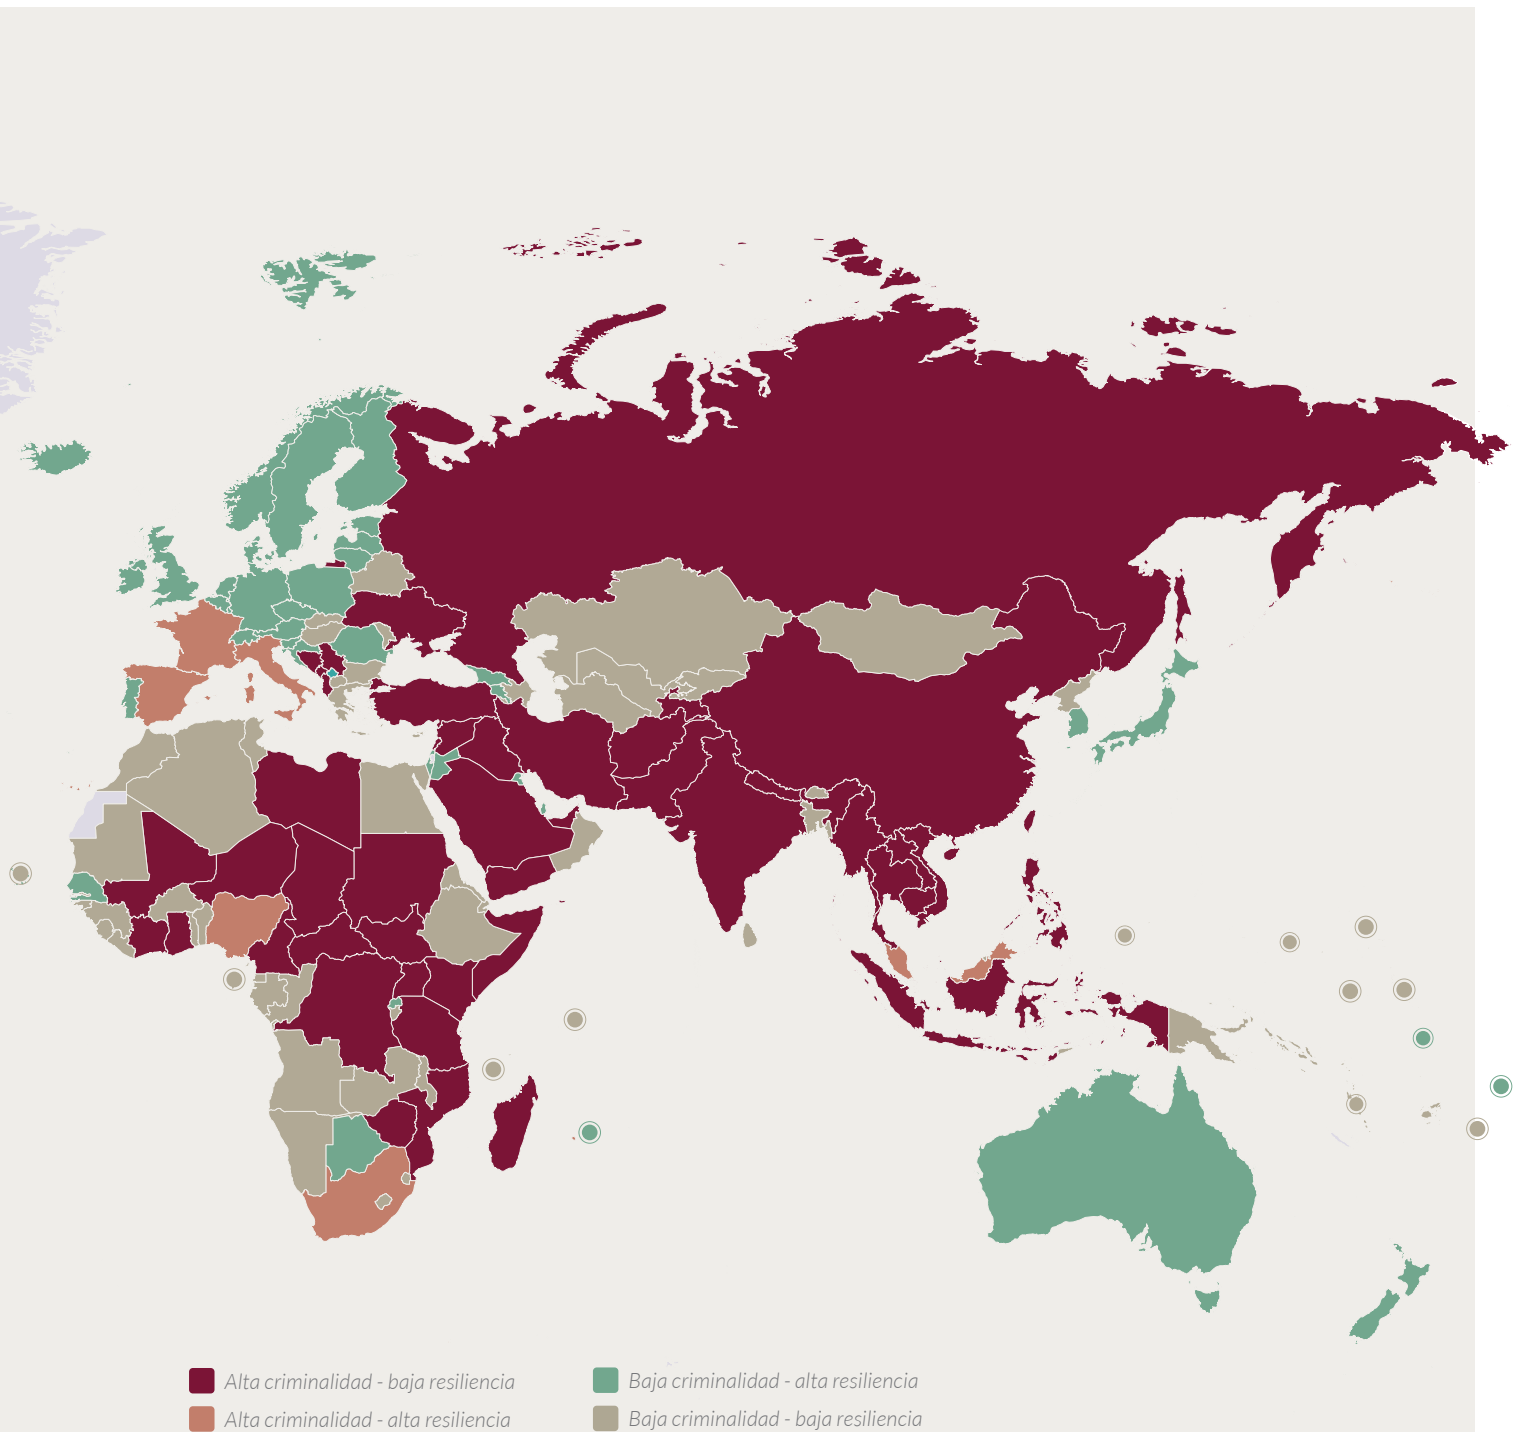 Alta criminalidad - baja resiliencia
Baja criminalidad - alta resiliencia
Alta criminalidad - alta resiliencia
Baja criminalidad - baja resiliencia